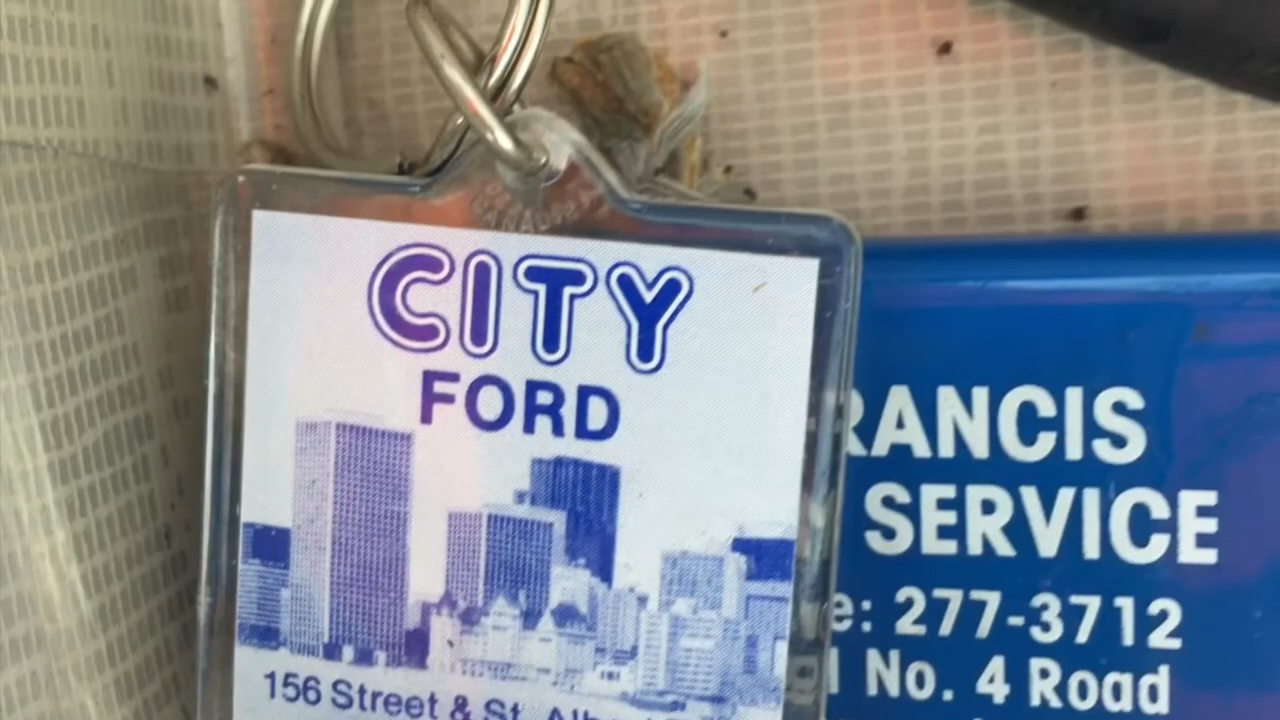 CITY
FORD
156 Street & St.
RANCIS
SERVICE
e: 277-3712
No. 4 Road